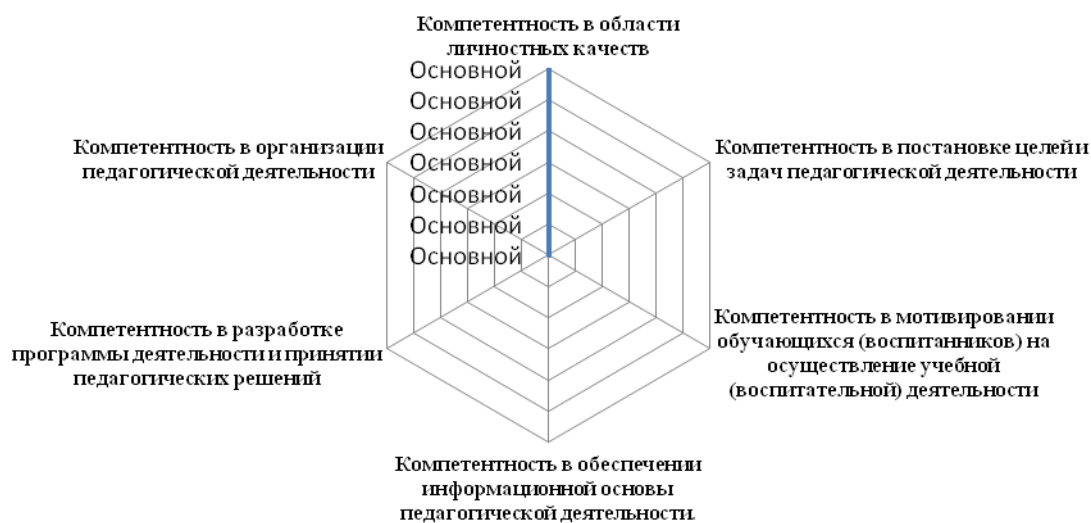 Компетентность в области
личностных качеств
Основной
Основной
Основной
Основной
Основной
Основной
Основной
Компетентность в постановке целей и
задач педагогической деятельности
Компетентность в мотивировании
обучающихся (воспитанников) на
осуществление учебной
(воспитательной) деятельности
Компетентность в обеспечении
информационной основы
педагогической деятельности.
Компетентность в разработке
программы деятельности и принятии
педагогических решений
Компетентность в организации
педагогической деятельности